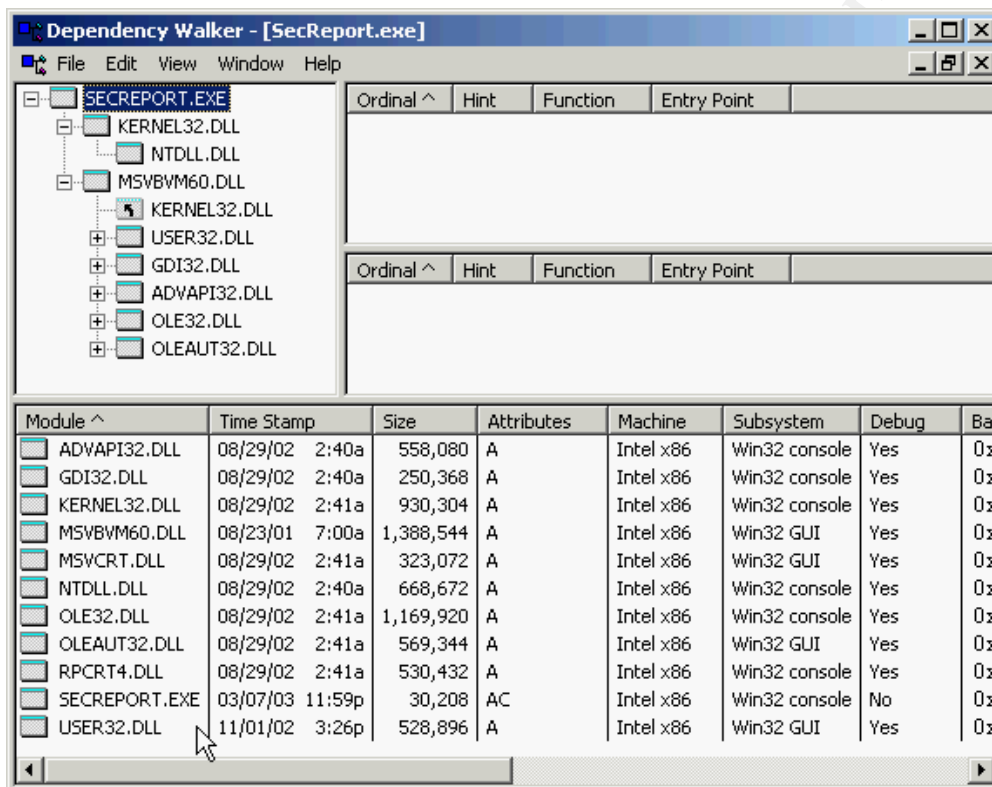 Dependency Walker - [SecReport.exe]
File Edit View Window Help
SECREPORT.EXE
KERNEL32.DLL
NTDLL.DLL
MSVBVM60.DLL
KERNEL32.DLL
USER32.DLL
GDI32.DLL
ADVAPI32.DLL
OLE32.DLL
OLEAUT32.DLL
Ordinal ^ Hint Function Entry Point
Ordinal ^ Hint Function Entry Point
Module ^ Time Stamp Size Attributes Machine Subsystem Debug Ba
ADVAPI32.DLL 08/29/02 2:40a 558,080 A Intel x86 Win32 console Yes 0x
GDI32.DLL 08/29/02 2:40a 250,368 A Intel x86 Win32 console Yes 0x
KERNEL32.DLL 08/29/02 2:41a 930,304 A Intel x86 Win32 console Yes 0x
MSVBVM60.DLL 08/23/01 7:00a 1,388,544 A Intel x86 Win32 GUI Yes 0x
MSVCRT.DLL 08/29/02 2:41a 323,072 A Intel x86 Win32 GUI Yes 0x
NTDLL.DLL 08/29/02 2:40a 668,672 A Intel x86 Win32 console Yes 0x
OLE32.DLL 08/29/02 2:41a 1,169,920 A Intel x86 Win32 console Yes 0x
OLEAUT32.DLL 08/29/02 2:41a 569,344 A Intel x86 Win32 GUI Yes 0x
RPCRT4.DLL 08/29/02 2:41a 530,432 A Intel x86 Win32 console Yes 0x
SECREPORT.EXE 03/07/03 11:59p 30,208 AC Intel x86 Win32 console No 0x
USER32.DLL 11/01/02 3:26p 528,896 A Intel x86 Win32 GUI Yes 0x